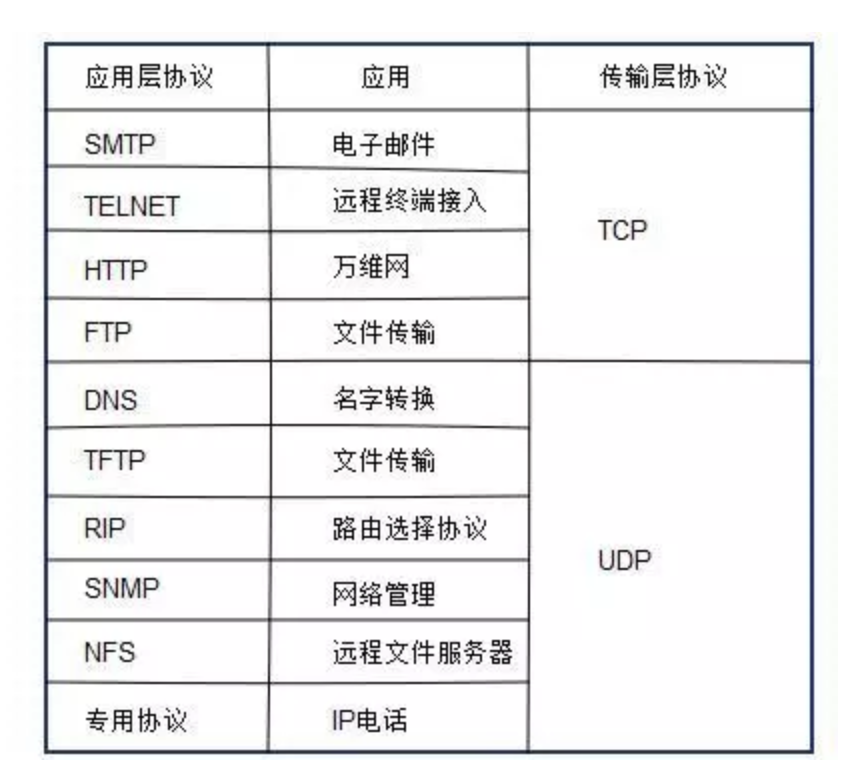 应用层协议 应用 传输层协议
SMTP 电子邮件
TELNET 远程终端接入
TCP
HTTP 万维网
FTP 文件传输
DNS 名字转换
TFTP 文件传输
RIP 路由选择协议
UDP
SNMP 网络管理
NFS 远程文件服务器
专用协议 IP电话